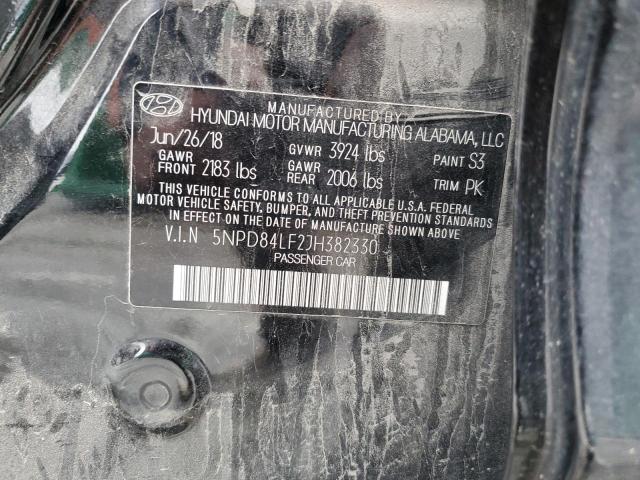 MANUFACTURED BY
HYUNDAI MOTOR MANUFACTURING ALABAMA, LLC
Jun/26/18 GVWR 3924 lbs PAINT S3
GAWR FRONT 2183 lbs GAWR REAR 2006 lbs TRIM PK
THIS VEHICLE CONFORMS TO ALL APPLICABLE U.S.A. FEDERAL
MOTOR VEHICLE SAFETY, BUMPER, AND THEFT PREVENTION STANDARDS
IN EFFECT ON THE DATE OF MANUFACTURE SHOWN ABOVE.
V.I.N 5NPD84LF2JH382330
PASSENGER CAR